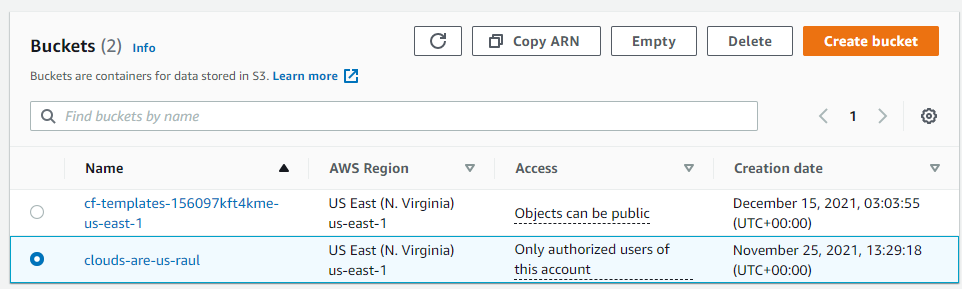 Buckets (2) Info
Copy ARN
Empty
Delete
Create bucket
Buckets are containers for data stored in S3. Learn more
Find buckets by name
1
Name AWS Region Access Creation date
cf-templates-156097kft4kme-
us-east-1
US East (N. Virginia)
us-east-1
Objects can be public
December 15, 2021, 03:03:55
(UTC+00:00)
clouds-are-us-raul
US East (N. Virginia)
us-east-1
Only authorized users of
this account
November 25, 2021, 13:29:18
(UTC+00:00)